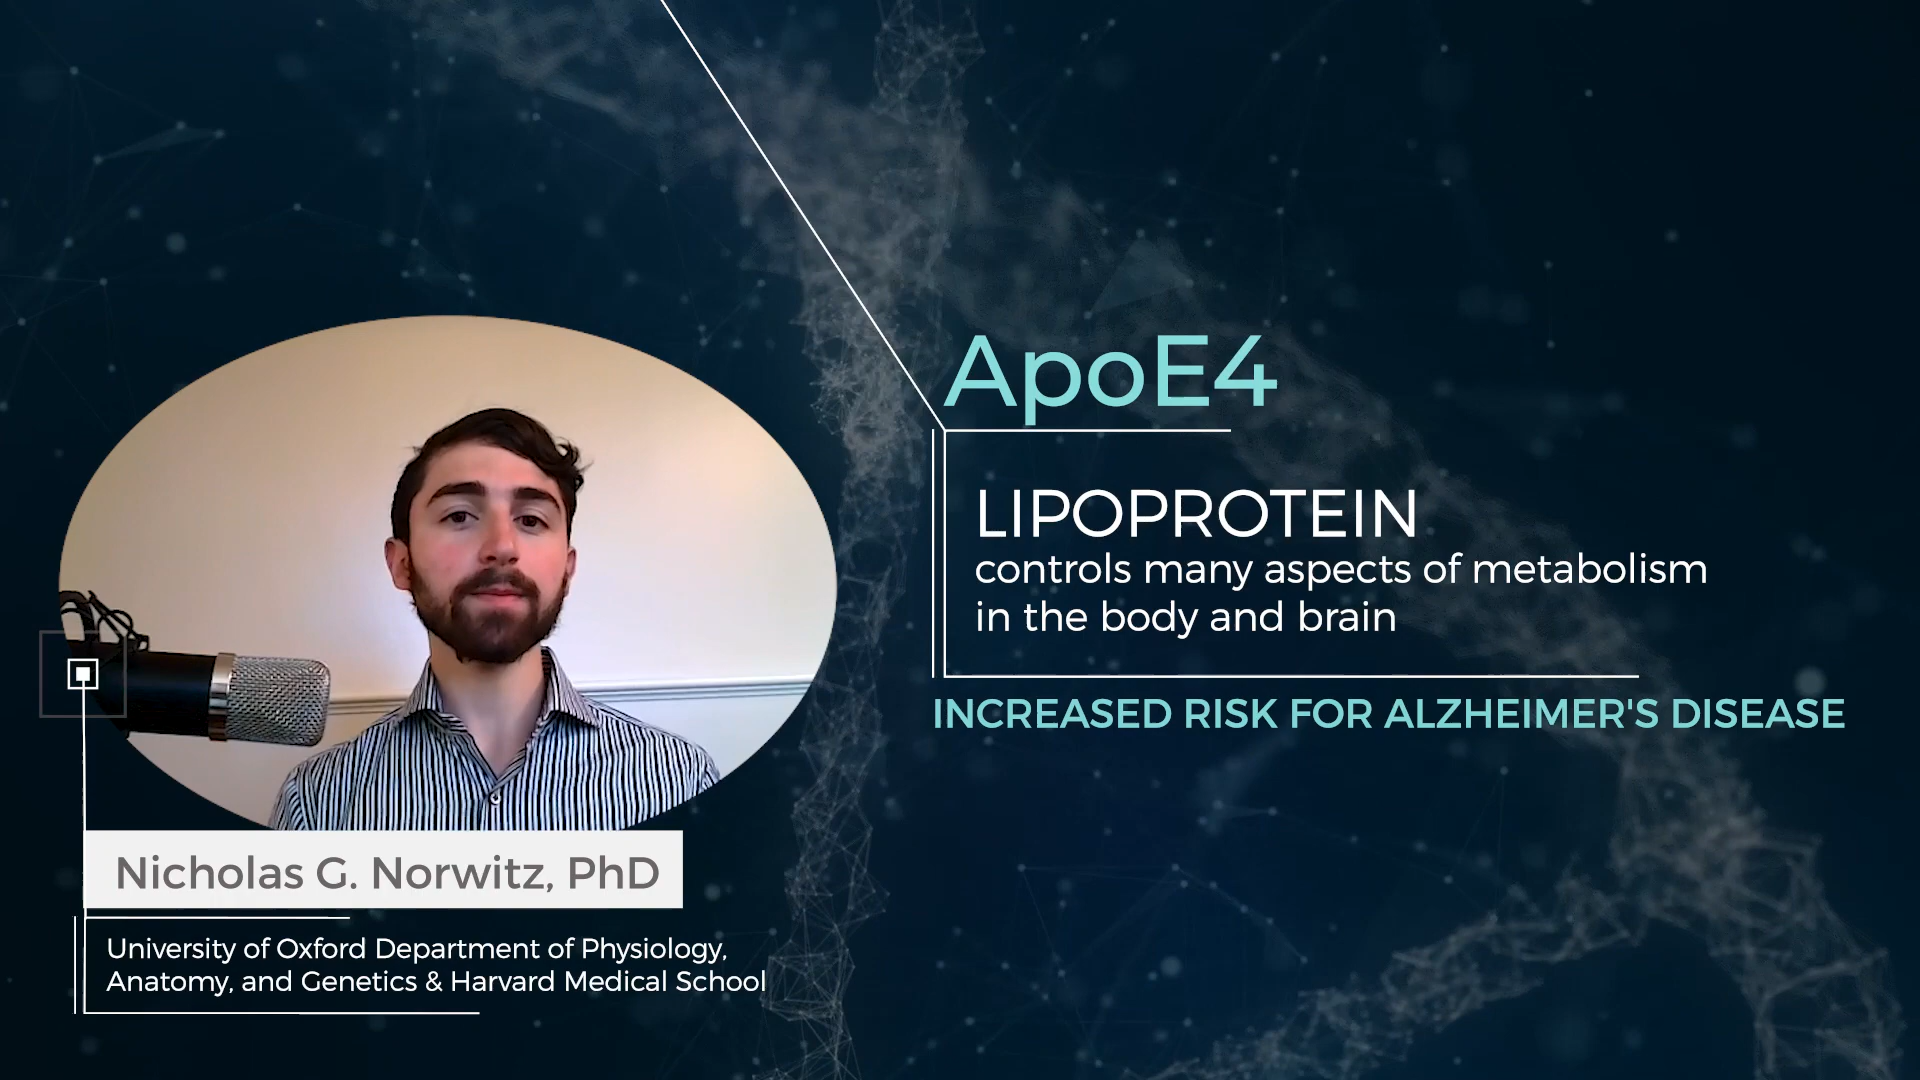 ApoE4
LIPOPROTEIN
controls many aspects of metabolism
in the body and brain
INCREASED RISK FOR ALZHEIMER'S DISEASE
Nicholas G. Norwitz, PhD
University of Oxford Department of Physiology,
Anatomy, and Genetics & Harvard Medical School